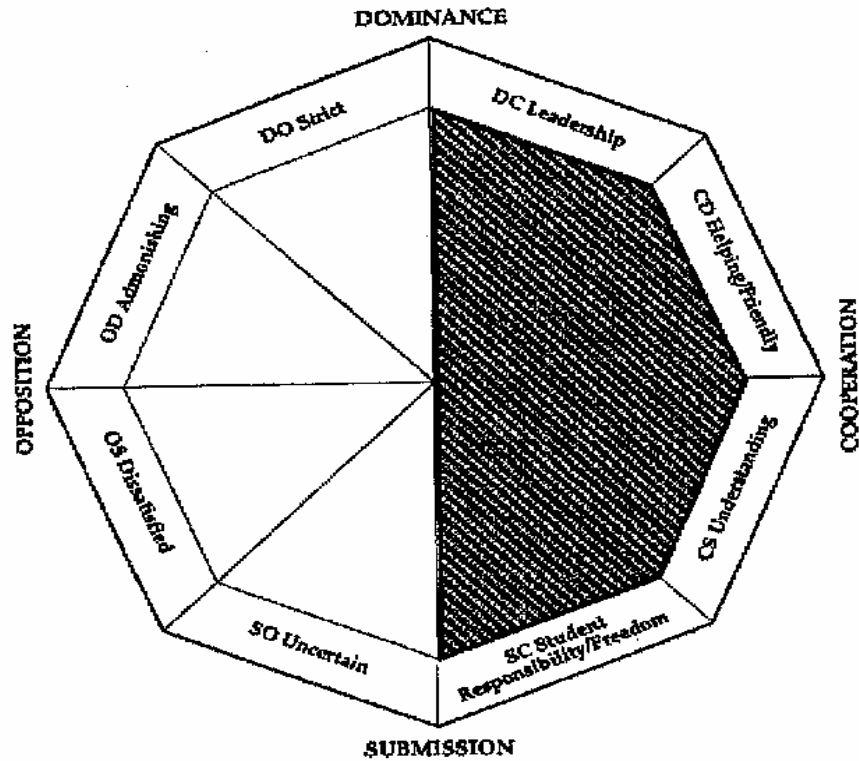 DOMINANCE
DO Strict
DC Leadership
OD Admonishing
CD Helping/Friendly
OPPOSITION
COOPERATION
OS Dissatisfied
CS Understanding
SO Uncertain
SC Student
Responsibility/Freedom
SUBMISSION